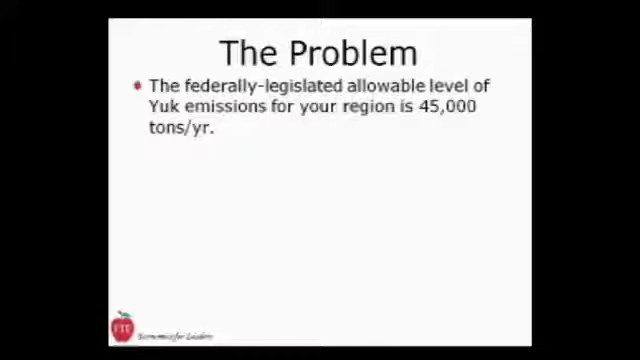 The Problem
The federally-legislated allowable level of
Yuk emissions for your region is 45,000
tons/yr.
Economics for Leaders